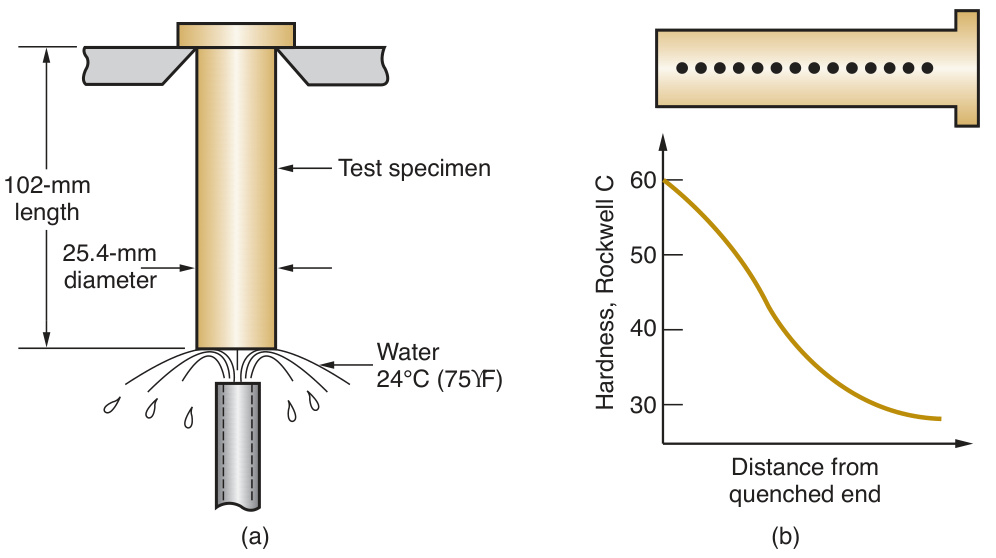 102-mm
length
25.4-mm
diameter
Test specimen
Water
24°C (75ϒF)
(a)
Hardness, Rockwell C
60
50
40
30
Distance from
quenched end
(b)